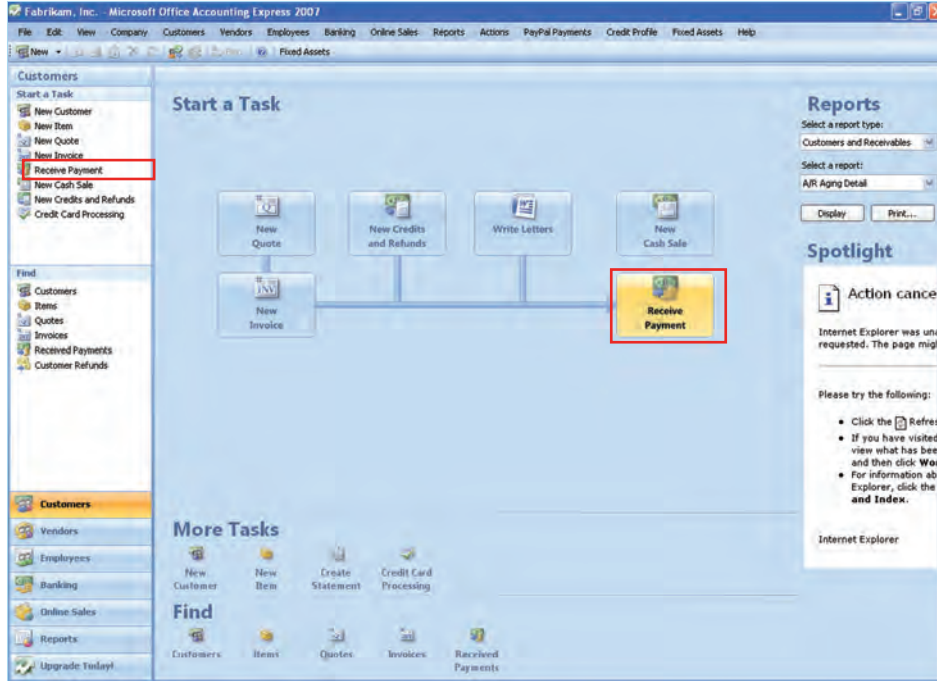 Fabrikam, Inc. - Microsoft Office Accounting Express 2007
File Edit View Company Customers Vendors Employees Banking Online Sales Reports Actions PayPal Payments Credit Profile Fixed Assets Help
New Fixed Assets
Customers
Start a Task
New Customer
New Item
New Quote
New Invoice
Receive Payment
New Cash Sale
New Credits and Refunds
Credit Card Processing
Find
Customers
Items
Quotes
Invoices
Received Payments
Customer Refunds
Customers
Vendors
Employees
Banking
Online Sales
Reports
Upgrade Today!
Start a Task
New
Quote
New Credits
and Refunds
Write Letters
New
Cash Sale
INV
New
Invoice
Receive
Payment
More Tasks
New
Customer
New
Item
Create
Statement
Credit Card
Processing
Find
Customers
Items
Quotes
Invoices
Received
Payments
Reports
Select a report type:
Customers and Receivables
Select a report:
A/R Aging Detail
Display Print...
Spotlight
Action cance
Internet Explorer was una
requested. The page migh
Please try the following:
Click the Refres
If you have visited
view what has bee
and then click Wor
For information ab
Explorer, click the
and Index.
Internet Explorer